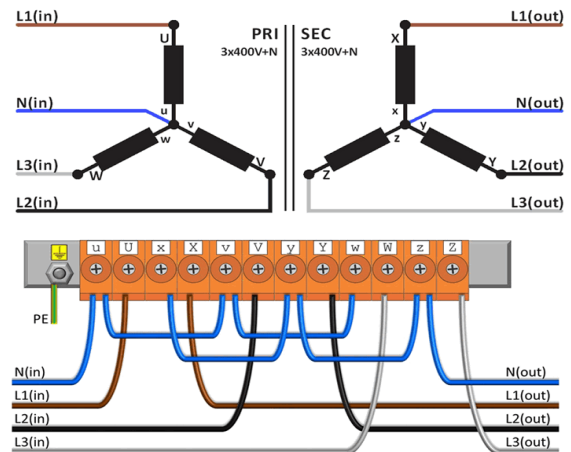 L1(in) PRI SEC L1(out)
U 3x400V+N 3x400V+N X
N(in) u x N(out)
v y
w z
L3(in) W V Z Y L2(out)
L2(in) L3(out)
u U x X v V y Y w W z Z
PE
N(in) N(out)
L1(in) L1(out)
L2(in) L2(out)
L3(in) L3(out)